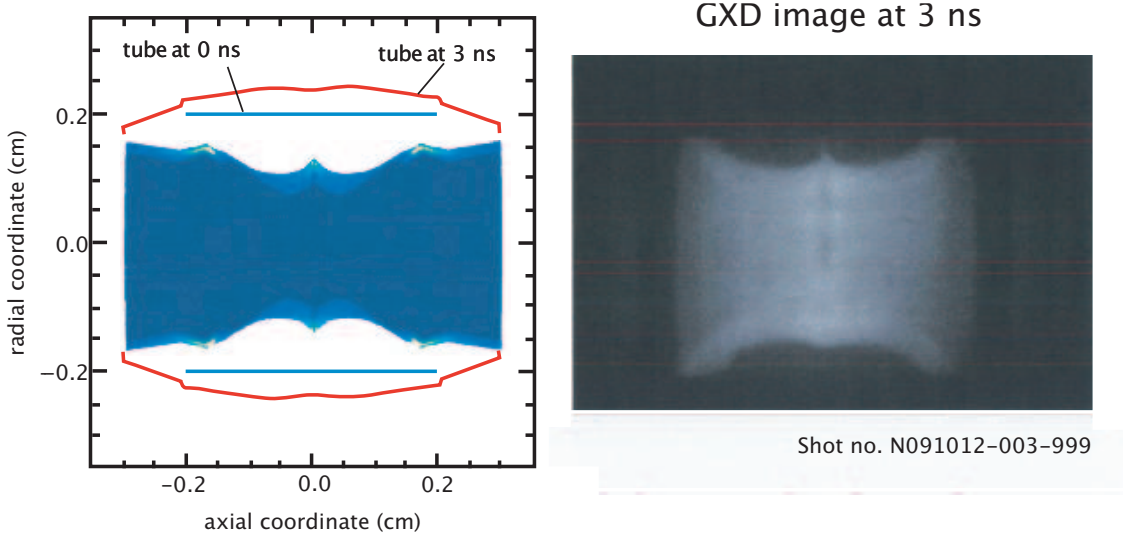 GXD image at 3 ns
tube at 0 ns
tube at 3 ns
0.2
0.0
−0.2
radial coordinate (cm)
-0.2
0.0
0.2
axial coordinate (cm)
Shot no. N091012-003-999